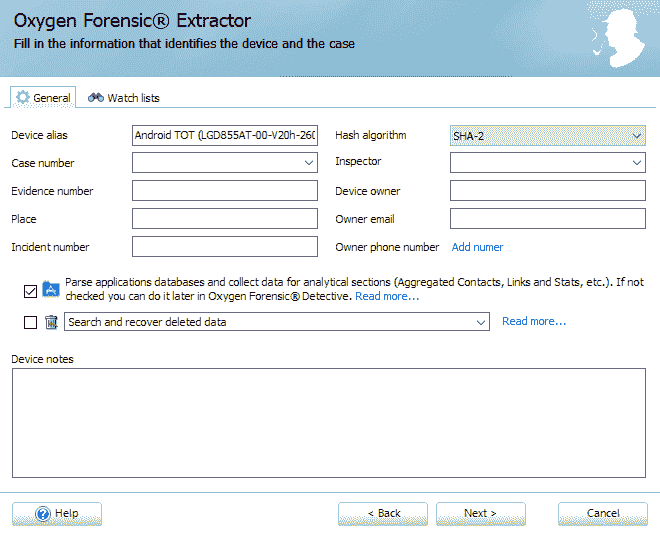 Oxygen Forensic® Extractor
Fill in the information that identifies the device and the case
General
Watch lists
Device alias
Android TOT (LGD855AT-00-V20h-260
Hash algorithm
SHA-2
Case number
Inspector
Evidence number
Device owner
Place
Owner email
Incident number
Owner phone number
Add numer
Parse applications databases and collect data for analytical sections (Aggregated Contacts, Links and Stats, etc.). If not
checked you can do it later in Oxygen Forensic® Detective. Read more...
Search and recover deleted data
Read more...
Device notes
Help
< Back
Next >
Cancel